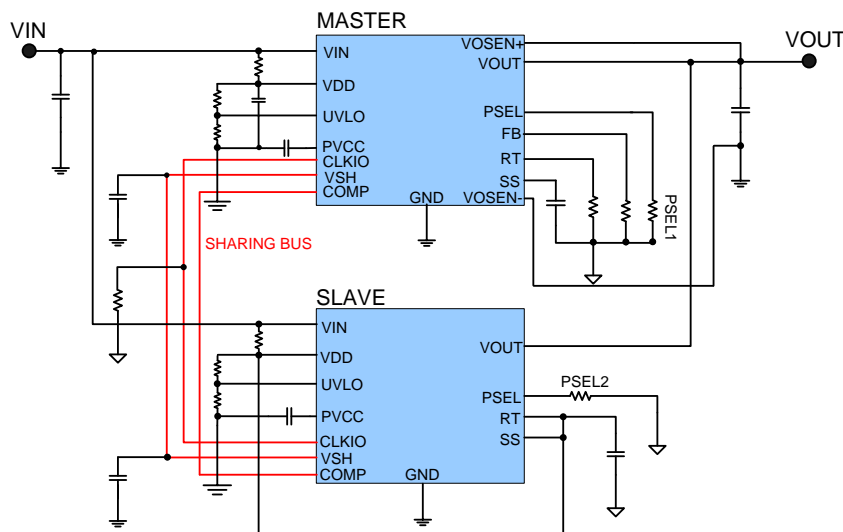 MASTER
VIN
VOUT
VIN
VDD
UVLO
PVCC
CLKIO
VSH
COMP
GND
VOSEN+
VOUT
PSEL
FB
RT
SS
VOSEN-
PSEL1
SHARING BUS
SLAVE
VIN
VDD
UVLO
PVCC
CLKIO
VSH
COMP
GND
VOUT
PSEL
RT
SS
PSEL2